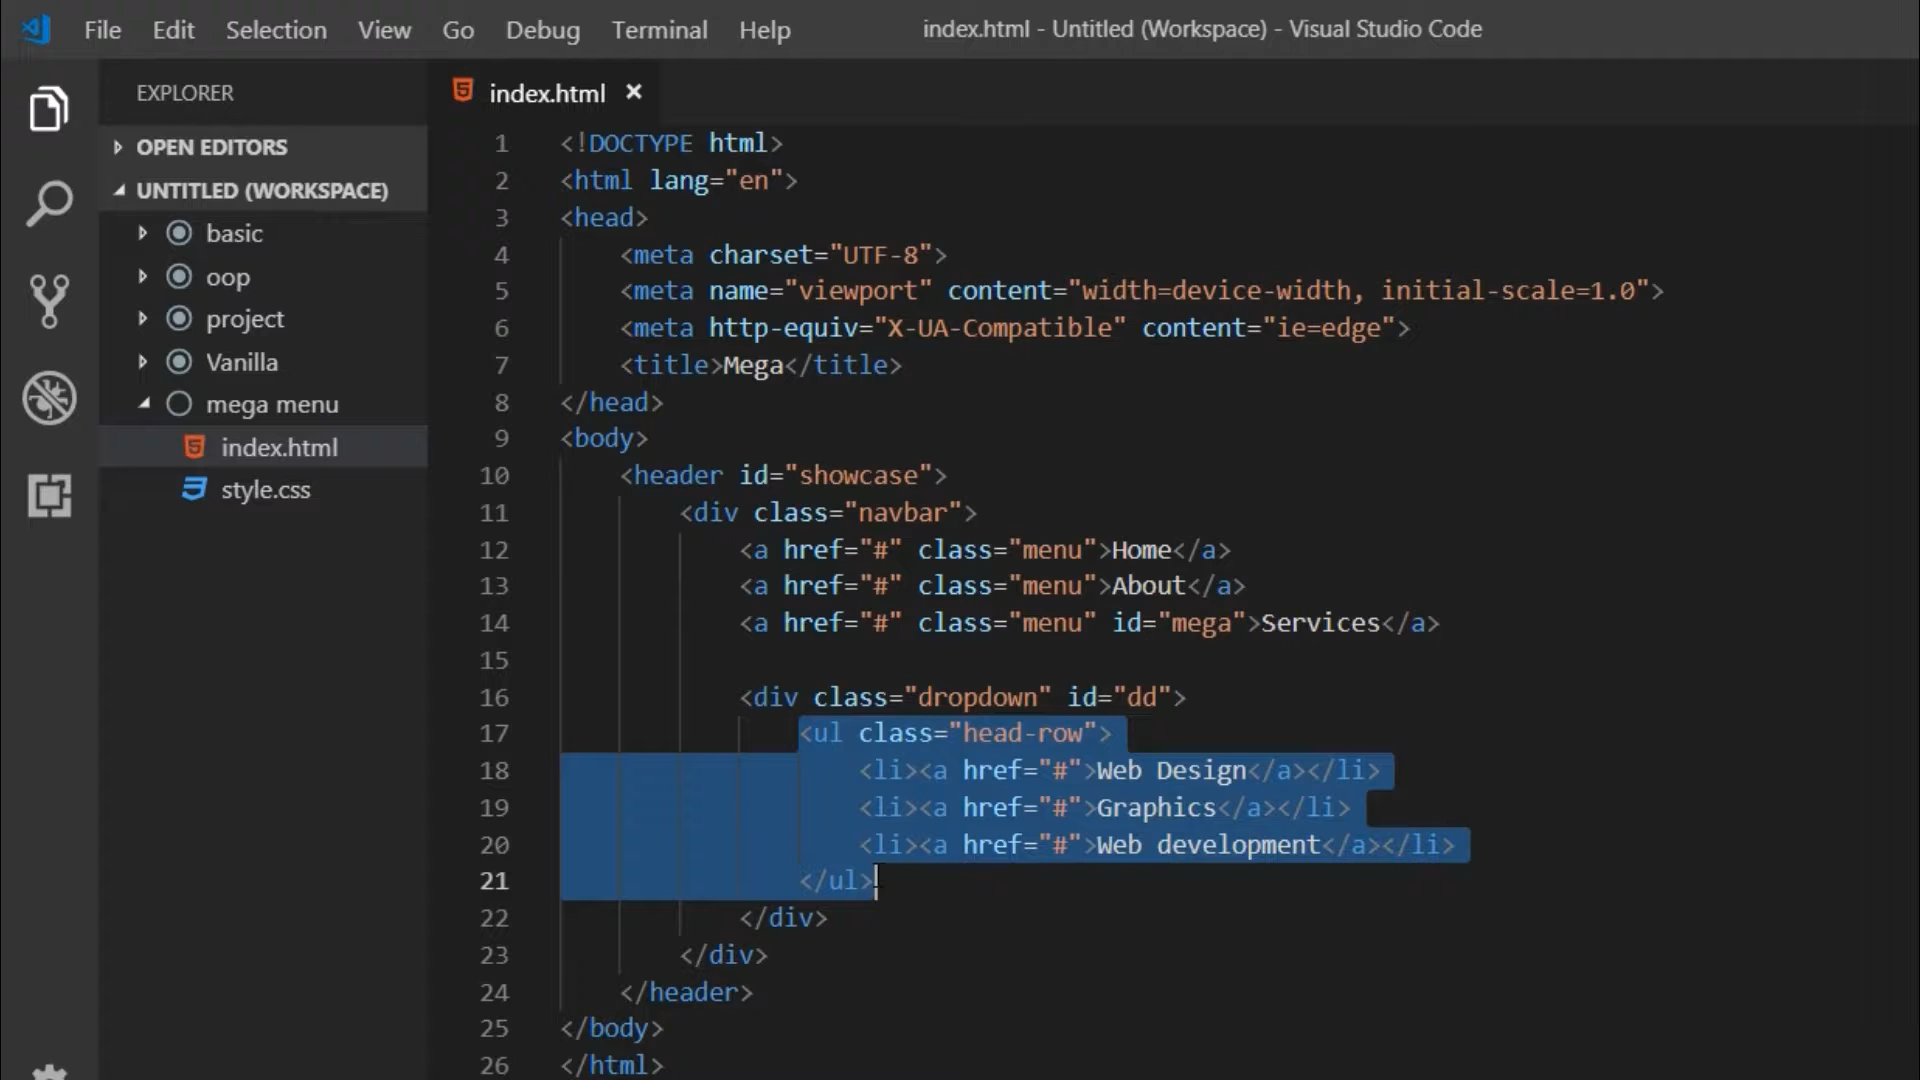 File Edit Selection View Go Debug Terminal Help index.html - Untitled (Workspace) - Visual Studio Code
EXPLORER
OPEN EDITORS
UNTITLED (WORKSPACE)
basic
oop
project
Vanilla
mega menu
index.html
style.css
index.html ×
1 <!DOCTYPE html>
2 <html lang="en">
3 <head>
4 <meta charset="UTF-8">
5 <meta name="viewport" content="width=device-width, initial-scale=1.0">
6 <meta http-equiv="X-UA-Compatible" content="ie=edge">
7 <title>Mega</title>
8 </head>
9 <body>
10 <header id="showcase">
11 <div class="navbar">
12 <a href="#" class="menu">Home</a>
13 <a href="#" class="menu">About</a>
14 <a href="#" class="menu" id="mega">Services</a>
15
16 <div class="dropdown" id="dd">
17 <ul class="head-row">
18 <li><a href="#">Web Design</a></li>
19 <li><a href="#">Graphics</a></li>
20 <li><a href="#">Web development</a></li>
21 </ul>
22 </div>
23 </div>
24 </header>
25 </body>
26 </html>